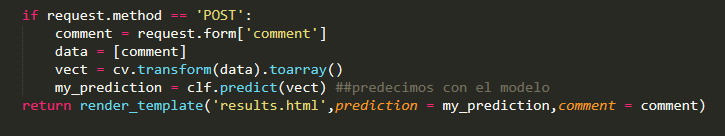 if request.method == 'POST':
    comment = request.form['comment']
    data = [comment]
    vect = cv.transform(data).toarray()
    my_prediction = clf.predict(vect) ##predecimos con el modelo
return render_template('results.html',prediction = my_prediction,comment = comment)